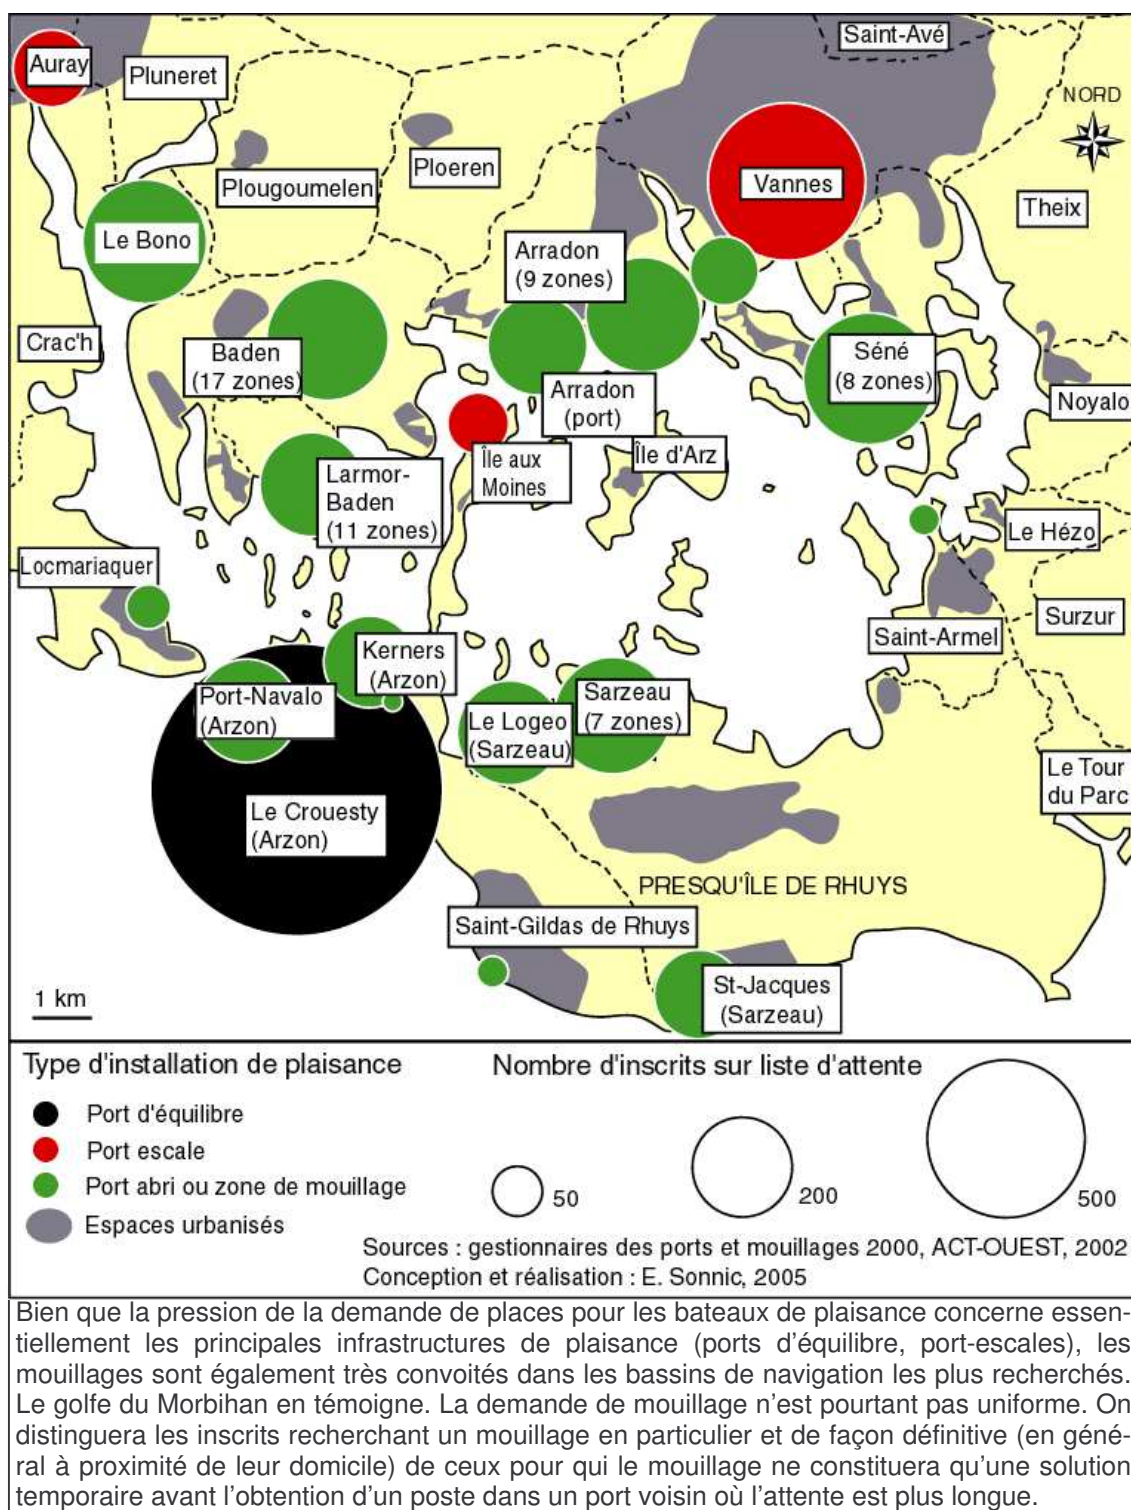 Saint-Avé
Auray
Pluneret
NORD
Ploeren
Plougoumelen
Vannes
Theix
Le Bono
Arradon
(9 zones)
Crac'h
Baden
(17 zones)
Séné
(8 zones)
Arradon
(port)
Noyalo
Île aux
Moines
Île d'Arz
Larmor-
Baden
(11 zones)
Le Hézo
Locmariaquer
Surzur
Saint-Armel
Kerners
(Arzon)
Port-Navalo
(Arzon)
Sarzeau
(7 zones)
Le Logeo
(Sarzeau)
Le Tour
du Parc
Le Crouesty
(Arzon)
PRESQU'ÎLE DE RHUYS
Saint-Gildas de Rhuys
St-Jacques
(Sarzeau)
1 km
Type d'installation de plaisance
Port d'équilibre
Port escale
Port abri ou zone de mouillage
Espaces urbanisés
Nombre d'inscrits sur liste d'attente
50
200
500
Sources : gestionnaires des ports et mouillages 2000, ACT-OUEST, 2002
Conception et réalisation : E. Sonnic, 2005
Bien que la pression de la demande de places pour les bateaux de plaisance concerne essen-
tiellement les principales infrastructures de plaisance (ports d'équilibre, port-escales), les
mouillages sont également très convoités dans les bassins de navigation les plus recherchés.
Le golfe du Morbihan en témoigne. La demande de mouillage n'est pourtant pas uniforme. On
distinguera les inscrits recherchant un mouillage en particulier et de façon définitive (en géné-
ral à proximité de leur domicile) de ceux pour qui le mouillage ne constituera qu'une solution
temporaire avant l'obtention d'un poste dans un port voisin où l'attente est plus longue.